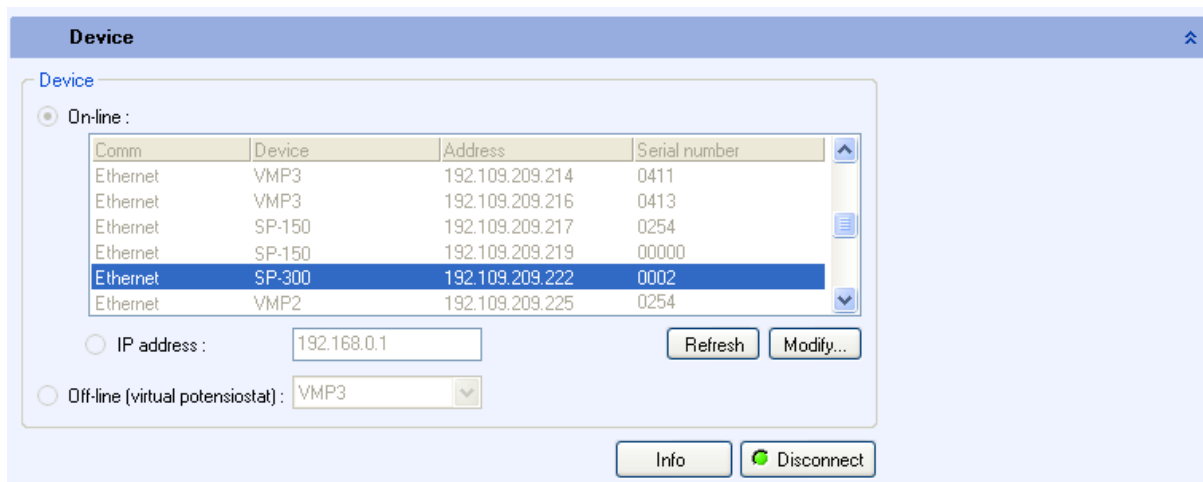 Device
Device
On-line :
Comm Device Address Serial number
Ethernet VMP3 192.109.209.214 0411
Ethernet VMP3 192.109.209.216 0413
Ethernet SP-150 192.109.209.217 0254
Ethernet SP-150 192.109.209.219 00000
Ethernet SP-300 192.109.209.222 0002
Ethernet VMP2 192.109.209.225 0254
IP address : 192.168.0.1 Refresh Modify...
Off-line (virtual potensiostat) : VMP3
Info Disconnect